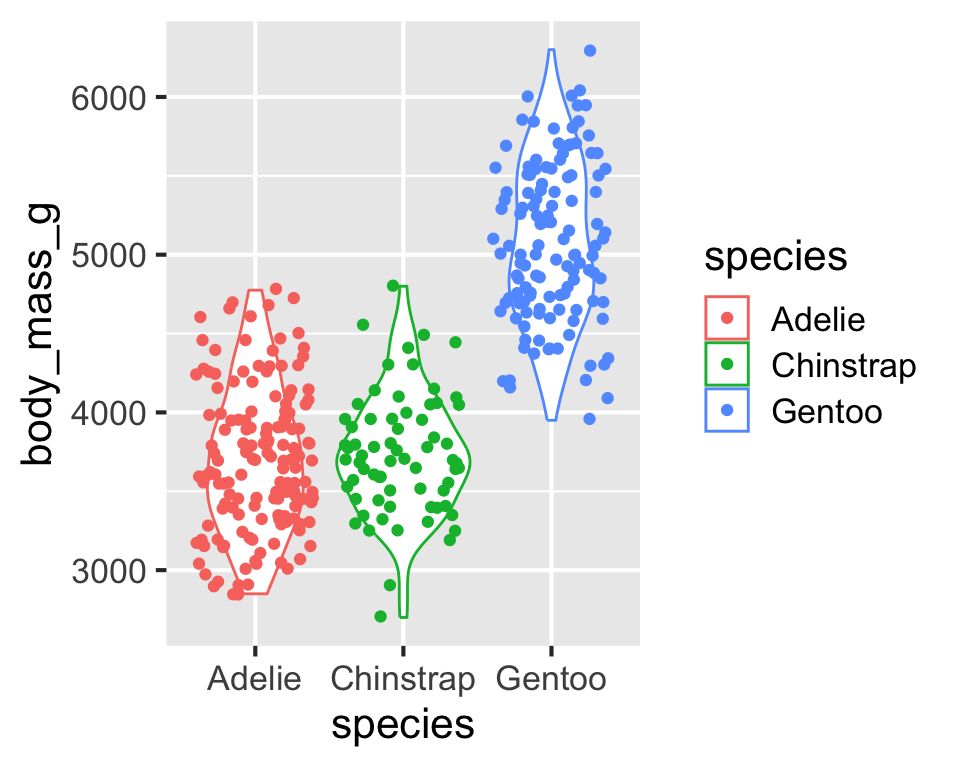 body_mass_g
6000
5000
4000
3000
Adelie Chinstrap Gentoo
species
species
Adelie
Chinstrap
Gentoo